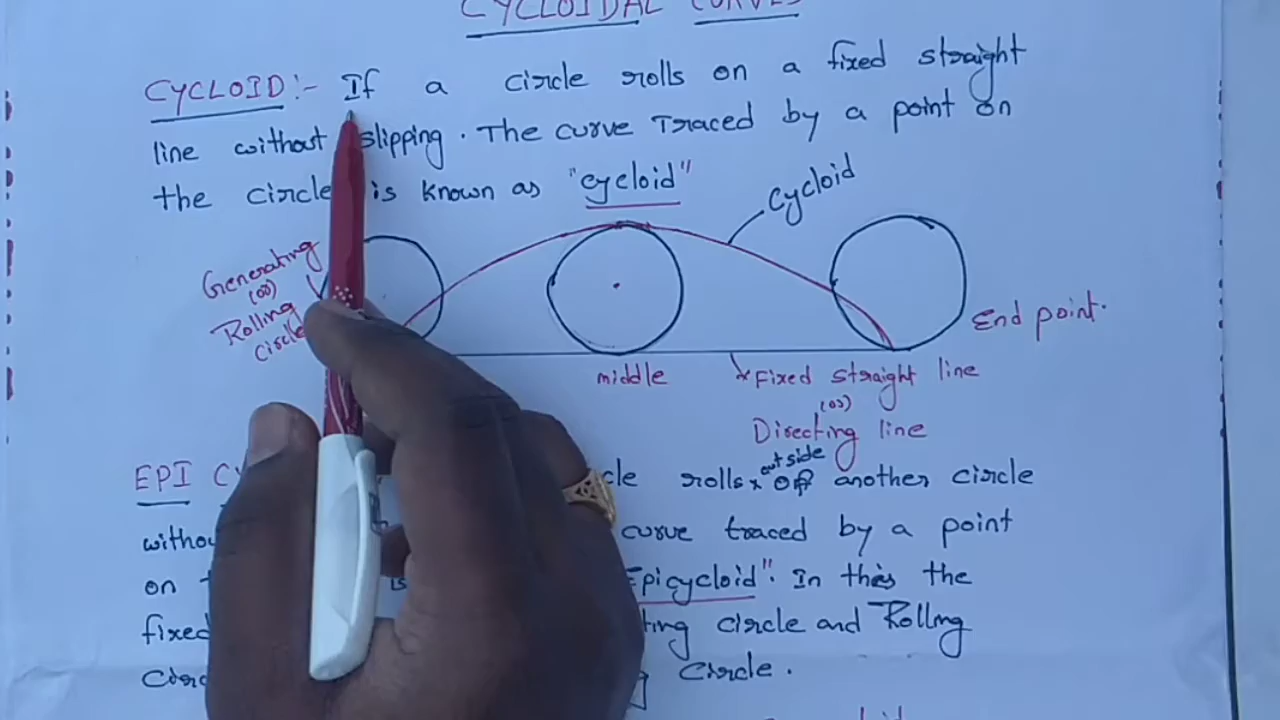 CYCLOIDAL CURVES
CYCLOID:- If a circle rolls on a fixed straight
line without slipping. The curve Traced by a point on
the circle is known as "cycloid"
Cycloid
Generating
(or)
Rolling
circle
End point.
middle
Fixed straight line
(or)
Directing line
EPI rolls outside another circle
curve traced by a point
on "Epicycloid". In this the
fixed circle and Rolling
circle.